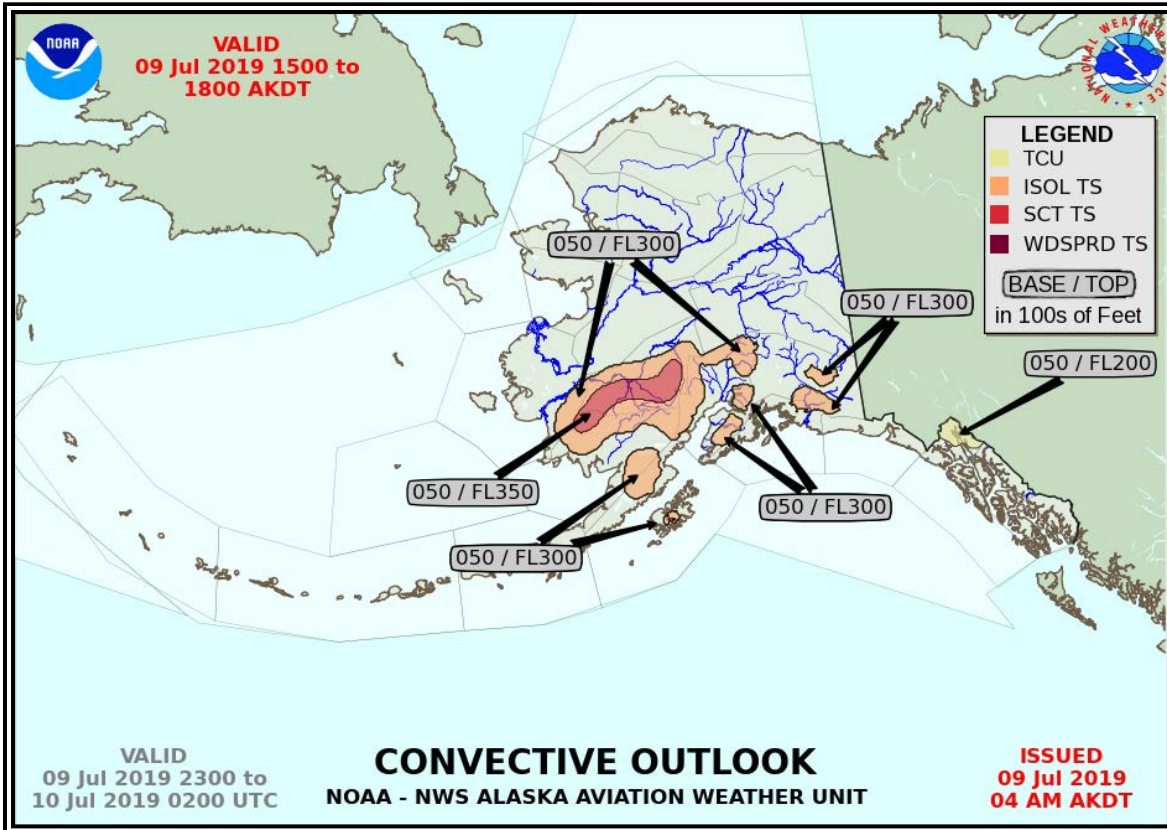 NOAA
VALID
09 Jul 2019 1500 to
1800 AKDT
NATIONAL WEATHER
LEGEND
TCU
ISOL TS
SCT TS
WDSPRD TS
BASE / TOP
in 100s of Feet
050 / FL300
050 / FL300
050 / FL200
050 / FL350
050 / FL300
050 / FL300
VALID
09 Jul 2019 2300 to
10 Jul 2019 0200 UTC
CONVECTIVE OUTLOOK
NOAA - NWS ALASKA AVIATION WEATHER UNIT
ISSUED
09 Jul 2019
04 AM AKDT